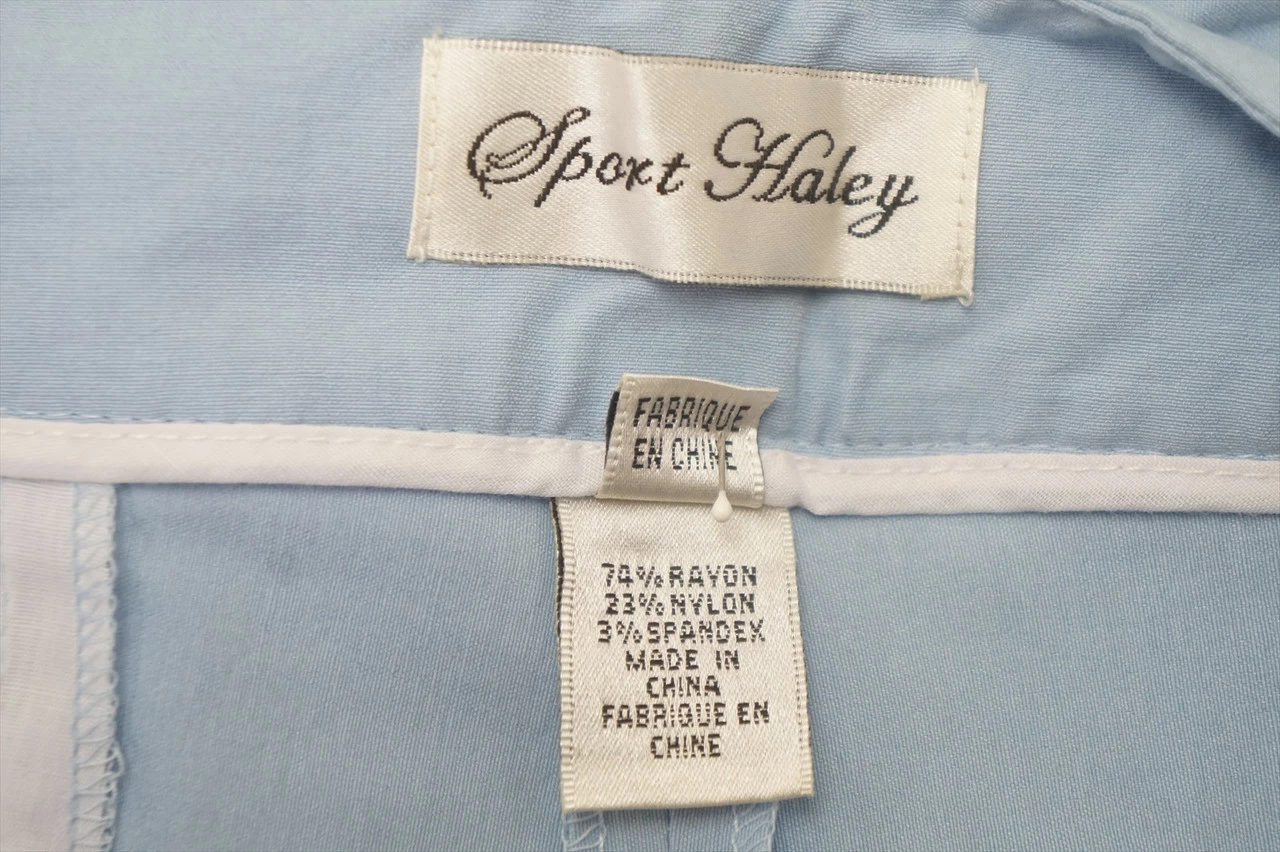 Sport Haley
FABRIQUE
EN CHINE
74% RAYON
23% NYLON
3% SPANDEX
MADE IN
CHINA
FABRIQUE EN
CHINE